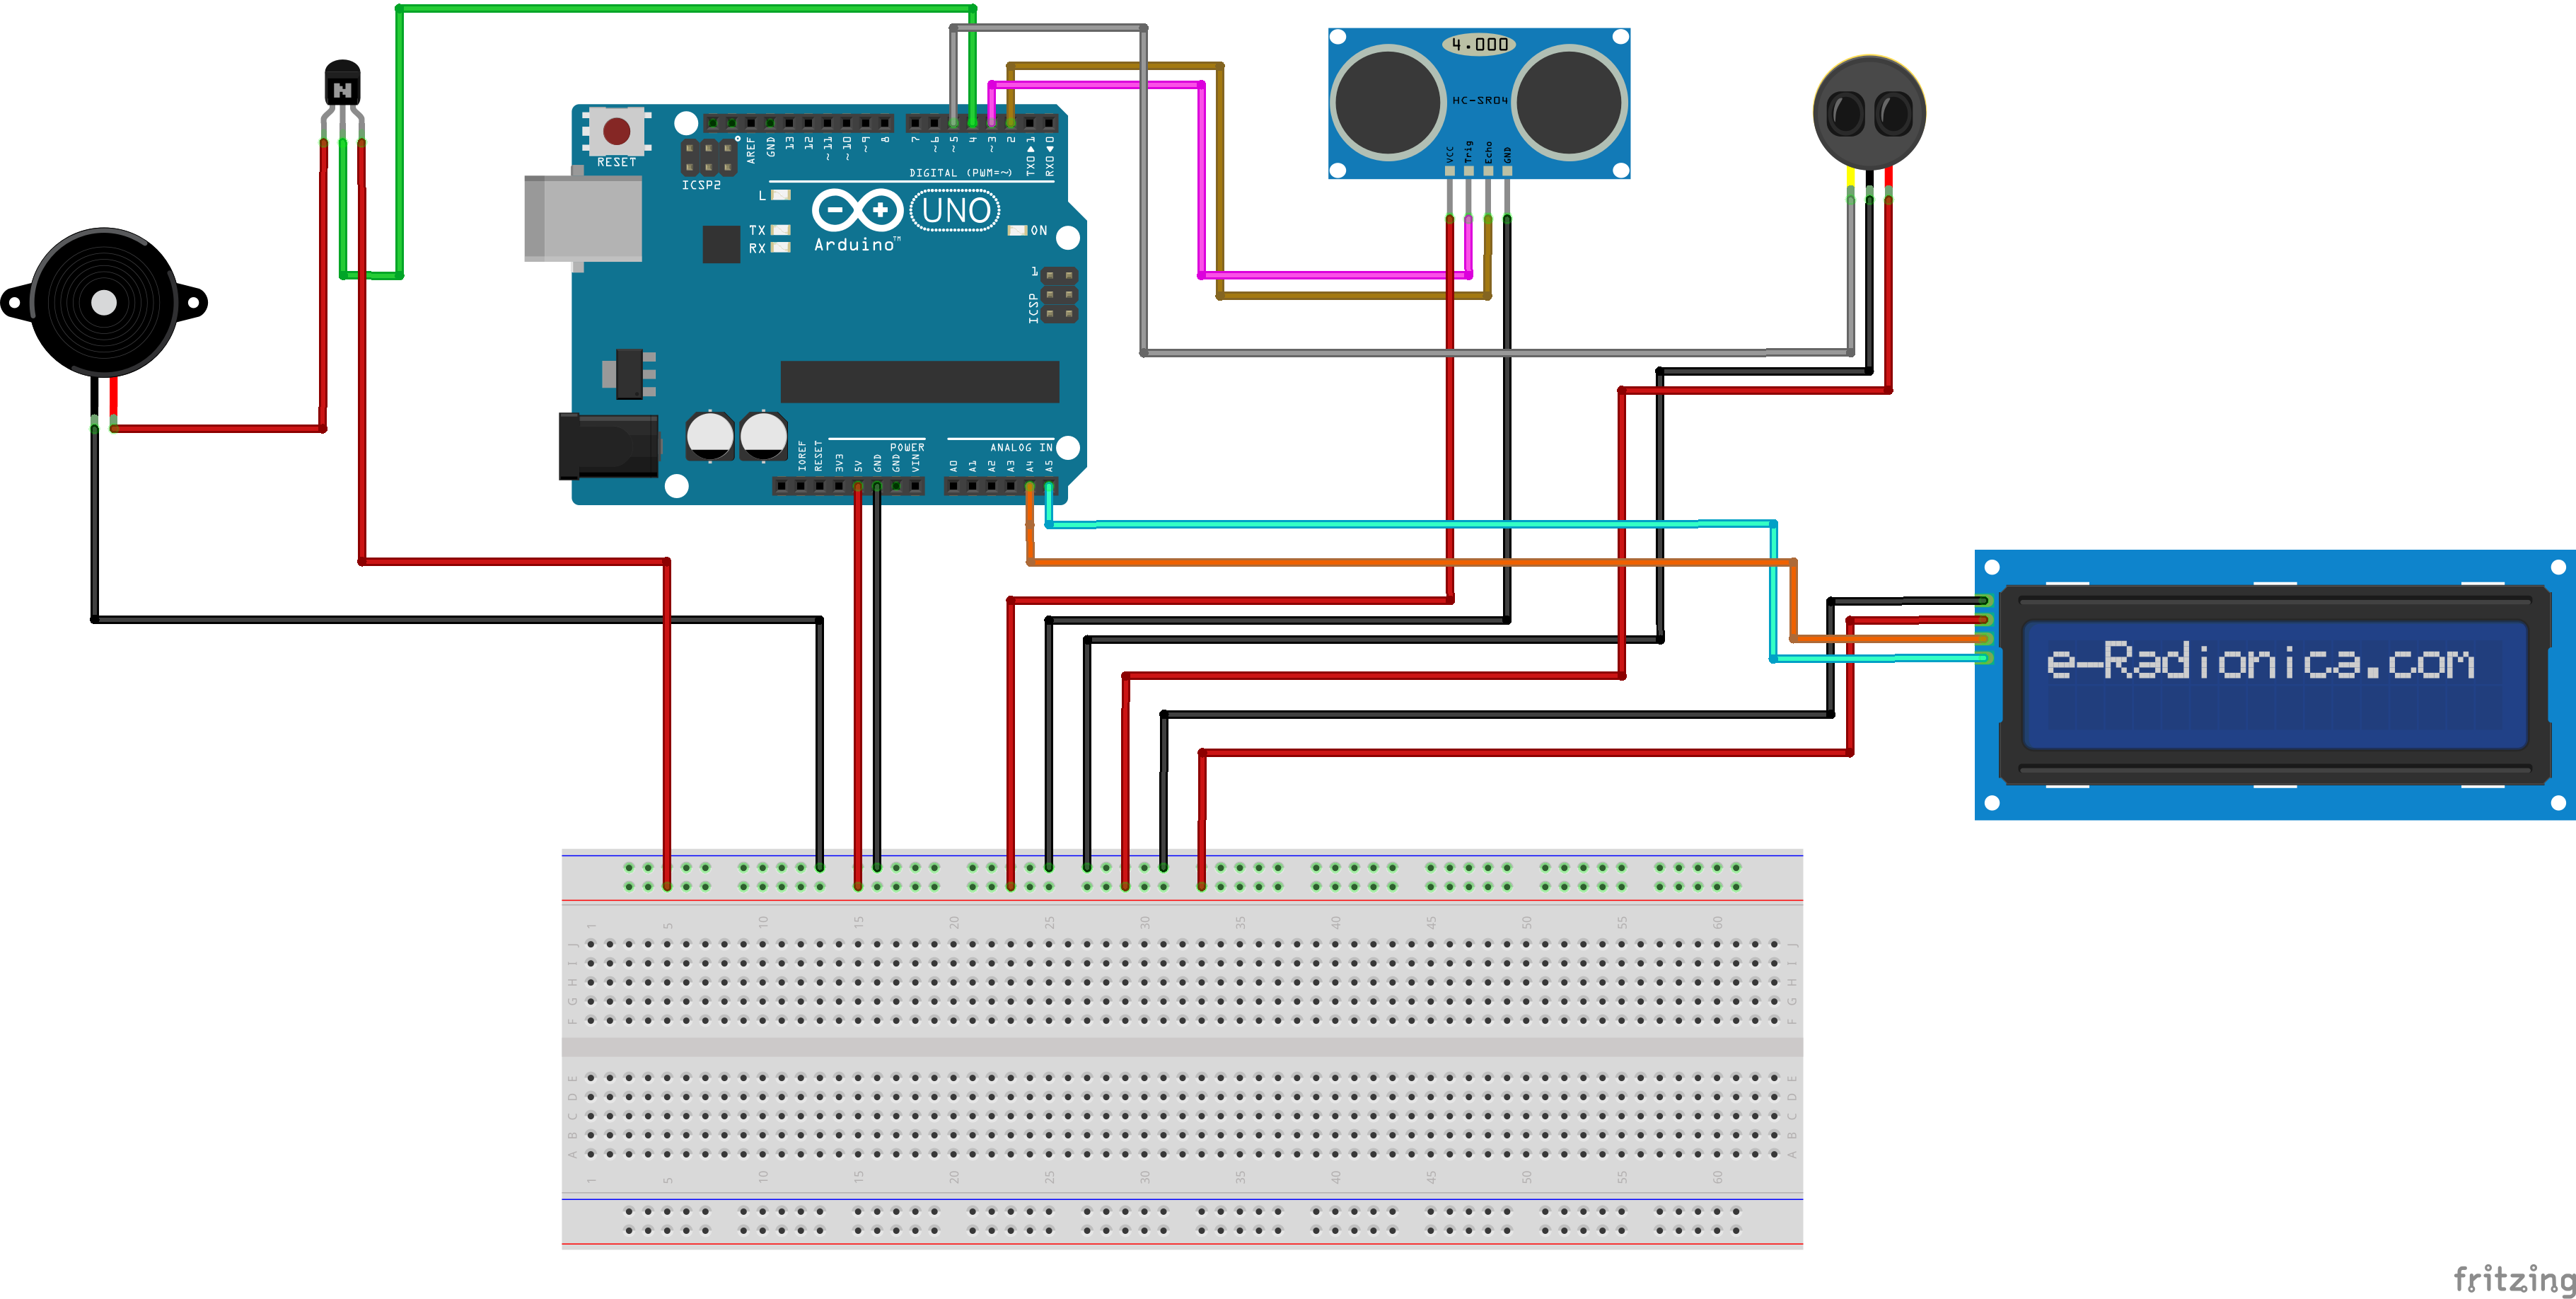 4.000
HC-SR04
VCC
Trig
Echo
GND
N
RESET
ICSP2
AREF
GND
13
12
~11
~10
~9
8
7
~6
~5
4
~3
2
TX0▶1
RX0◀0
DIGITAL (PWM=~)
L
TX
RX
UNO
Arduino™
ON
1
ICSP
IOREF
RESET
3V3
5V
GND
GND
VIN
POWER
ANALOG IN
A0
A1
A2
A3
A4
A5
e-Radionica.com
1 5 10 15 20 25 30 35 40 45 50 55 60
J J
I I
H H
G G
F F
E E
D D
C C
B B
A A
1 5 10 15 20 25 30 35 40 45 50 55 60
fritzing